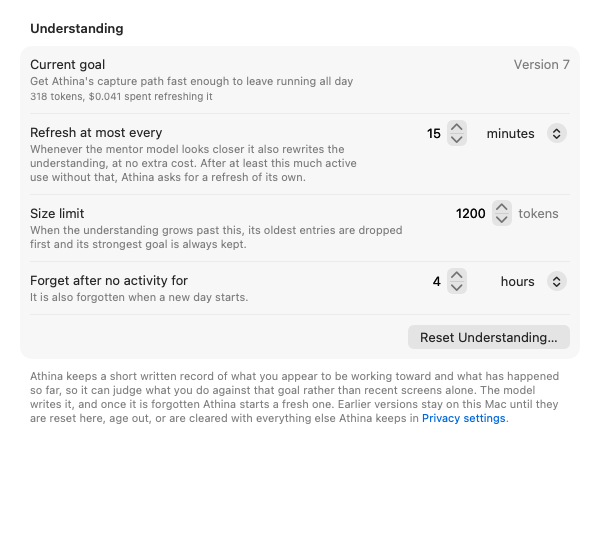 Understanding
Current goal
Version 7
Get Athina's capture path fast enough to leave running all day
318 tokens, $0.041 spent refreshing it
Refresh at most every
15
minutes
Whenever the mentor model looks closer it also rewrites the
understanding, at no extra cost. After at least this much active
use without that, Athina asks for a refresh of its own.
Size limit
1200
tokens
When the understanding grows past this, its oldest entries are dropped
first and its strongest goal is always kept.
Forget after no activity for
4
hours
It is also forgotten when a new day starts.
Reset Understanding...
Athina keeps a short written record of what you appear to be working toward and what has happened
so far, so it can judge what you do against that goal rather than recent screens alone. The model
writes it, and once it is forgotten Athina starts a fresh one. Earlier versions stay on this Mac until they
are reset here, age out, or are cleared with everything else Athina keeps in Privacy settings.